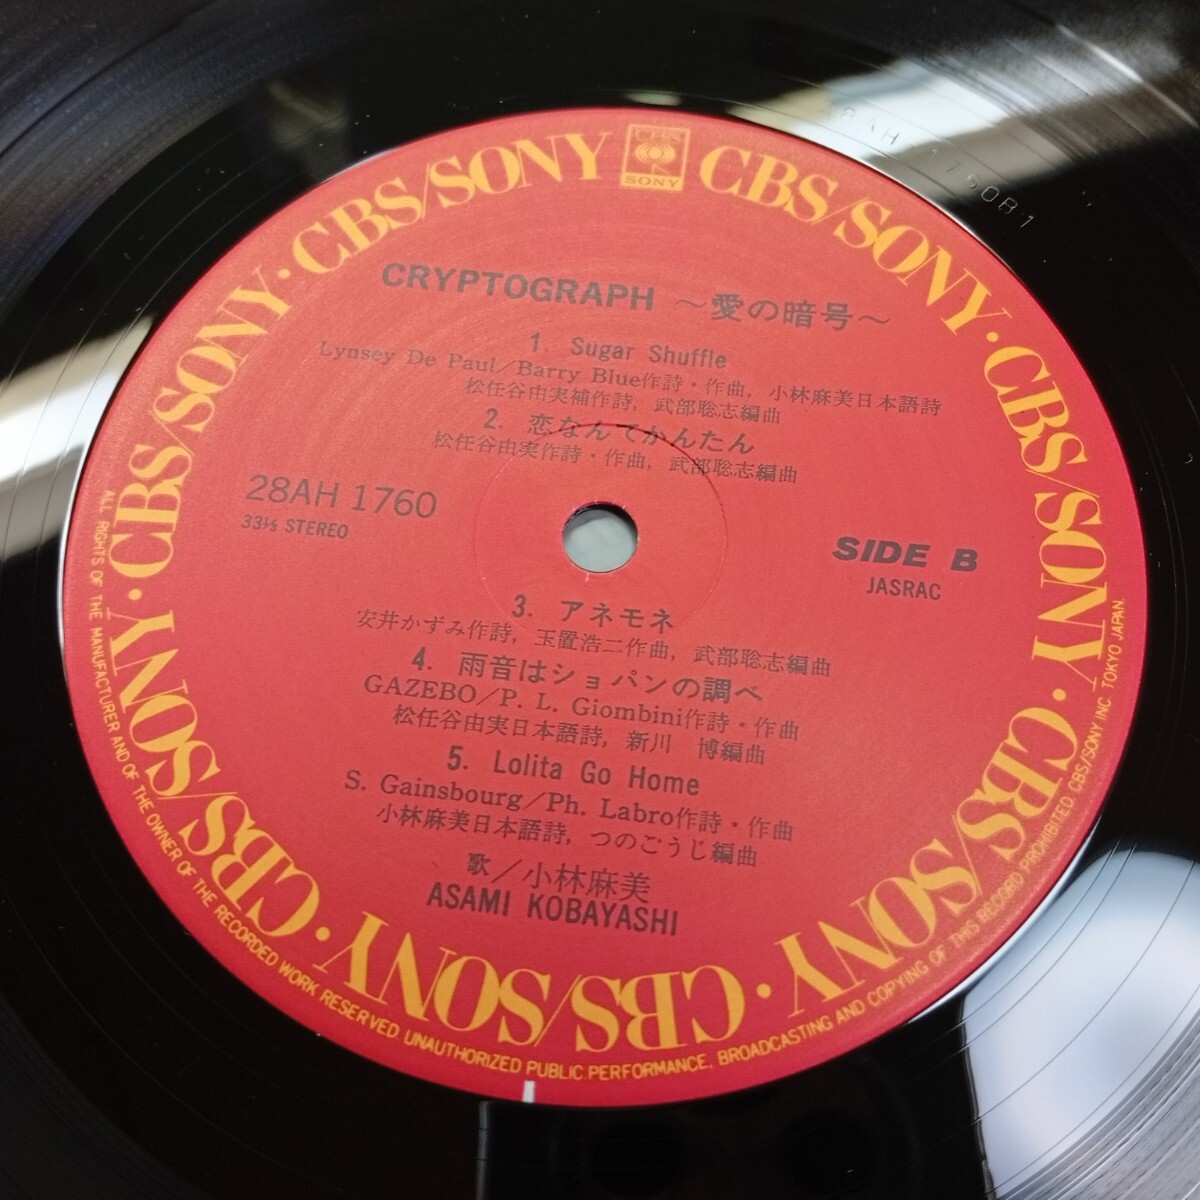 CBS/SONY · CBS/SONY · CBS/SONY · CBS/SONY · CBS/SONY · CBS/SONY · CBS/SONY · CBS/SONY · CBS/SONY
CBS
SONY
CRYPTOGRAPH ～愛の暗号～
1. Sugar Shuffle
Lynsey De Paul/Barry Blue作詩・作曲, 小林麻美日本語詩
松任谷由実補作詩, 武部聡志編曲
2. 恋なんてかんたん
松任谷由実作詩・作曲, 武部聡志編曲
28AH 1760
33⅓ STEREO
SIDE B
JASRAC
3. アネモネ
安井かずみ作詩, 玉置浩二作曲, 武部聡志編曲
4. 雨音はショパンの調べ
GAZEBO/P. L. Giombini作詩・作曲
松任谷由実日本語詩, 新川 博編曲
5. Lolita Go Home
S. Gainsbourg/Ph. Labro作詩・作曲
小林麻美日本語詩, つのごうじ編曲
歌/小林麻美
ASAMI KOBAYASHI
ALL RIGHTS OF THE MANUFACTURER AND OF THE OWNER OF THE RECORDED WORK RESERVED. UNAUTHORIZED PUBLIC PERFORMANCE, BROADCASTING AND COPYING OF THIS RECORD PROHIBITED CBS/SONY INC. TOKYO JAPAN.